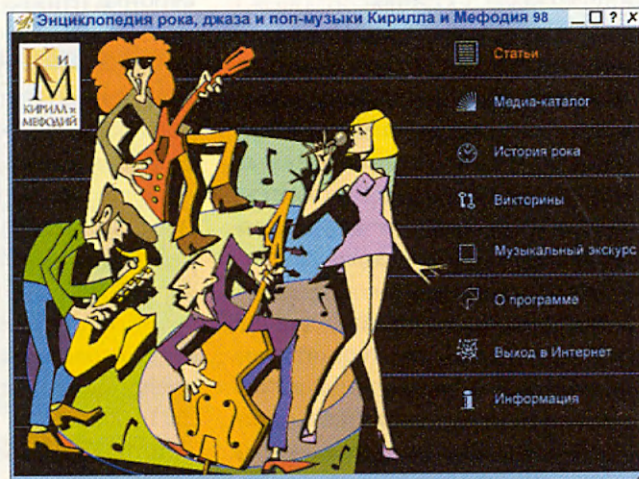 Энциклопедия рока, джаза и поп-музыки Кирилла и Мефодия 98
К и
М
КИРИЛЛ и
МЕФОДИЙ
Статьи
Медиа-каталог
История рока
Викторины
Музыкальный экскурс
О программе
Выход в Интернет
Информация